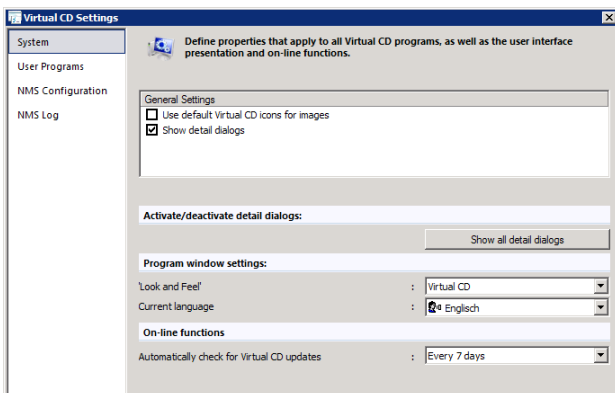 Virtual CD Settings
System
User Programs
NMS Configuration
NMS Log
Define properties that apply to all Virtual CD programs, as well as the user interface
presentation and on-line functions.
General Settings
Use default Virtual CD icons for images
Show detail dialogs
Activate/deactivate detail dialogs:
Show all detail dialogs
Program window settings:
'Look and Feel' : Virtual CD
Current language : Englisch
On-line functions
Automatically check for Virtual CD updates : Every 7 days